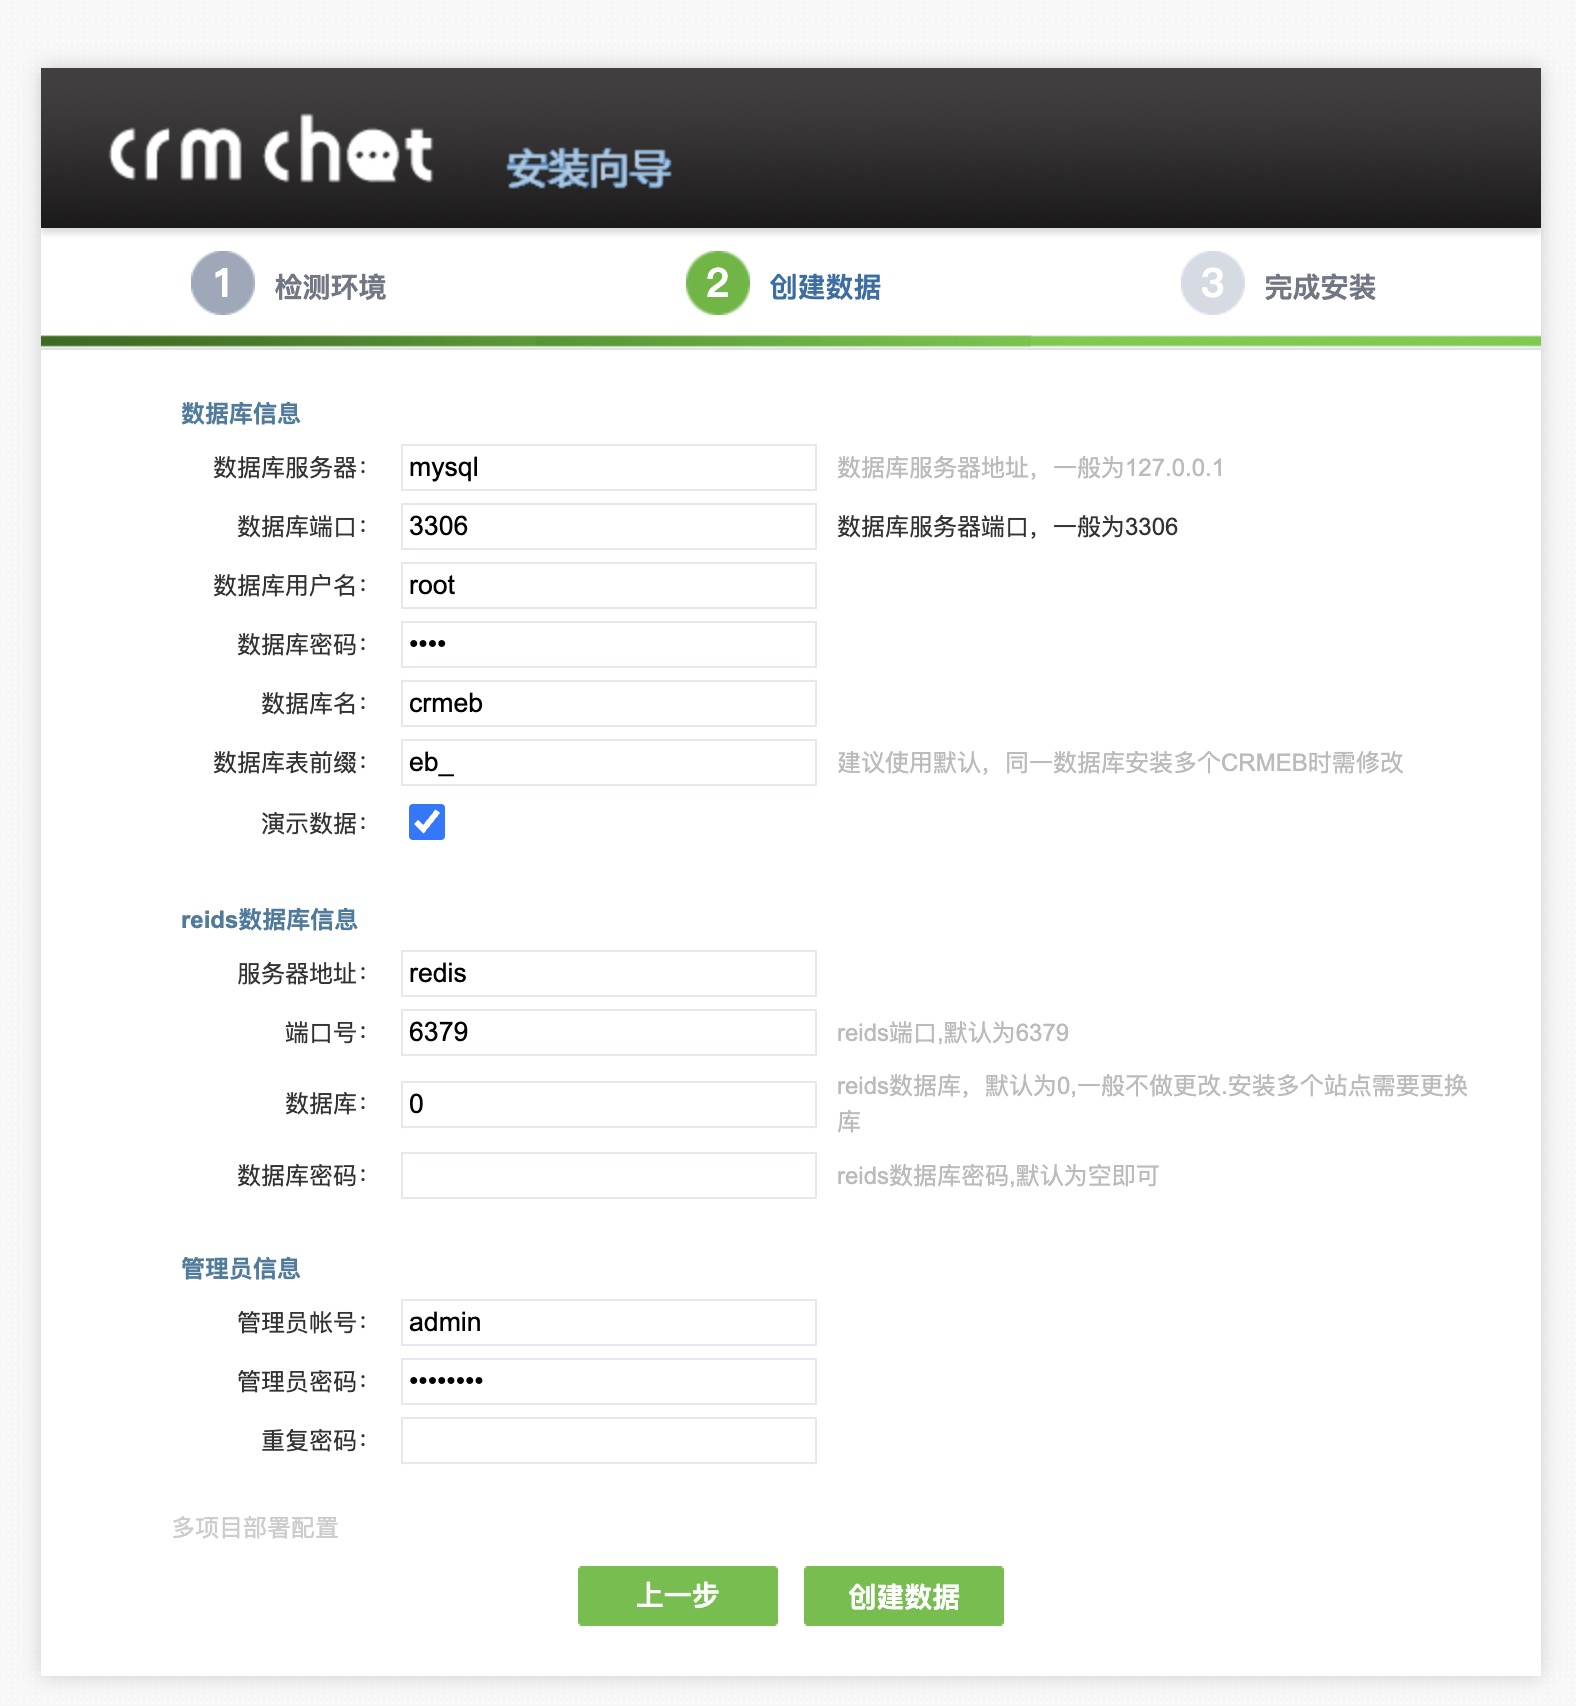 crm chat 安装向导
1 检测环境 2 创建数据 3 完成安装
数据库信息
数据库服务器： mysql 数据库服务器地址，一般为127.0.0.1
数据库端口： 3306 数据库服务器端口，一般为3306
数据库用户名： root
数据库密码： ••••
数据库名： crmeb
数据库表前缀： eb_ 建议使用默认，同一数据库安装多个CRMEB时需修改
演示数据：
reids数据库信息
服务器地址： redis
端口号： 6379 reids端口,默认为6379
数据库： 0 reids数据库，默认为0,一般不做更改.安装多个站点需要更换
库
数据库密码： reids数据库密码,默认为空即可
管理员信息
管理员帐号： admin
管理员密码： ••••••••
重复密码：
多项目部署配置
上一步 创建数据